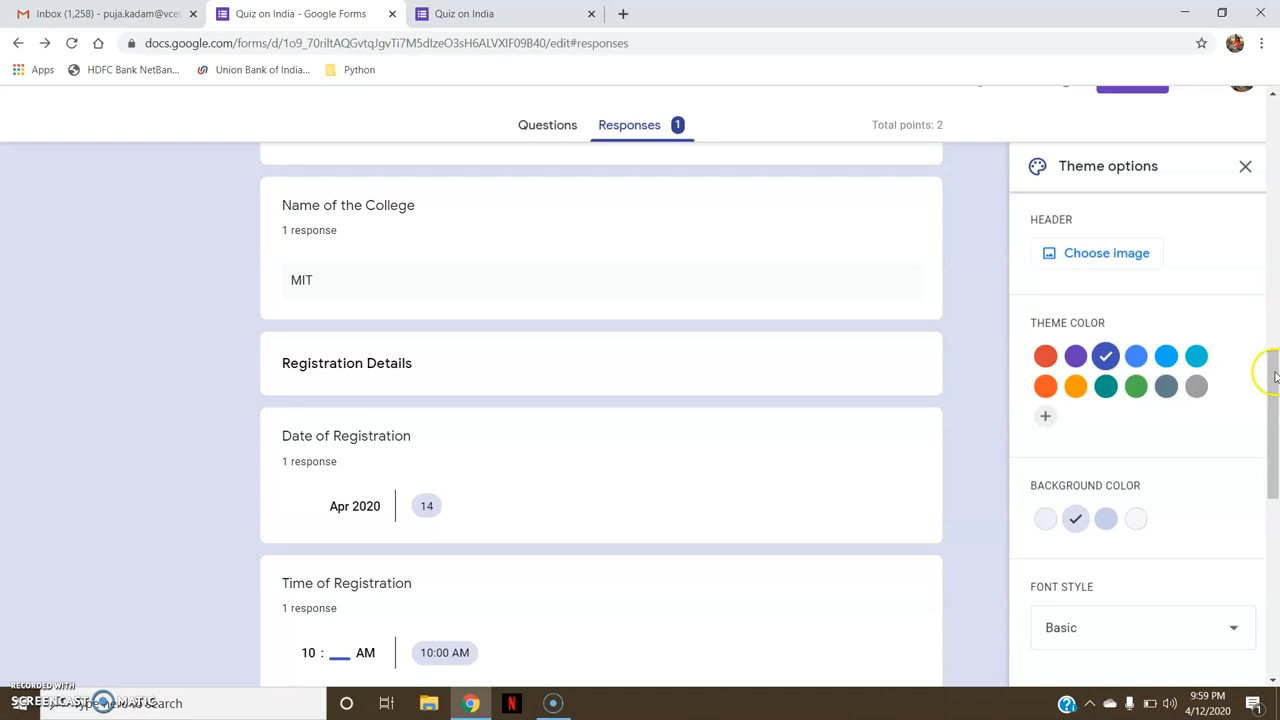 Inbox (1,258) - puja.kadam@vcet
Quiz on India - Google Forms
Quiz on India
docs.google.com/forms/d/1o9_70riltAQGvtqJgvTi7M5dIzeO3sH6ALVXIF09B40/edit#responses
Apps
HDFC Bank NetBan...
Union Bank of India...
Python
Questions
Responses
1
Total points: 2
Name of the College
1 response
MIT
Registration Details
Date of Registration
1 response
Apr 2020
14
Time of Registration
1 response
10 : __ AM
10:00 AM
Theme options
HEADER
Choose image
THEME COLOR
BACKGROUND COLOR
FONT STYLE
Basic
RECORDED WITH
SCREENCAST MATIC
Type here to search
9:59 PM
4/12/2020
1